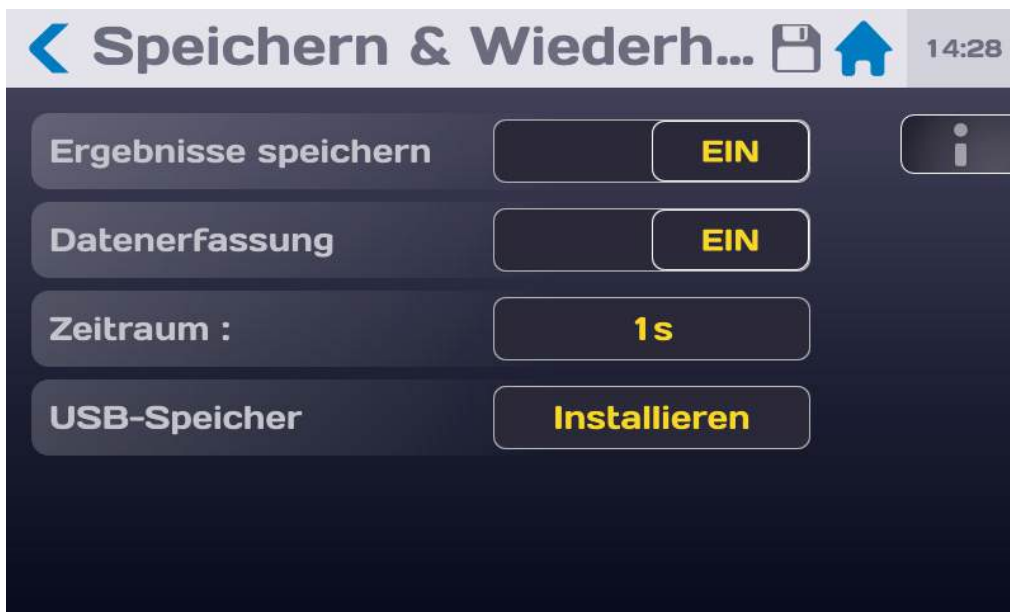 Speichern & Wiederh...
14:28
Ergebnisse speichern EIN
Datenerfassung EIN
Zeitraum : 1s
USB-Speicher Installieren